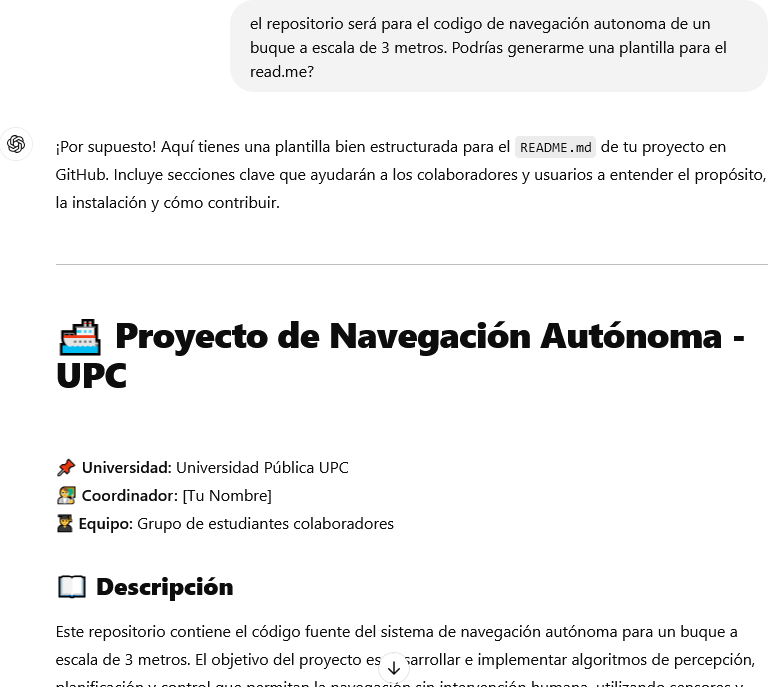 el repositorio será para el codigo de navegación autonoma de un
buque a escala de 3 metros. Podrías generarme una plantilla para el
read.me?
¡Por supuesto! Aquí tienes una plantilla bien estructurada para el README.md de tu proyecto en
GitHub. Incluye secciones clave que ayudarán a los colaboradores y usuarios a entender el propósito,
la instalación y cómo contribuir.
🚢 Proyecto de Navegación Autónoma -
UPC
📌 Universidad: Universidad Pública UPC
👨‍🏫 Coordinador: [Tu Nombre]
👨‍🎓 Equipo: Grupo de estudiantes colaboradores
📖 Descripción
Este repositorio contiene el código fuente del sistema de navegación autónoma para un buque a
escala de 3 metros. El objetivo del proyecto es e implementar algoritmos de percepción,
planificación y control que permitan la navegación sin intervención humana, utilizando sensores y